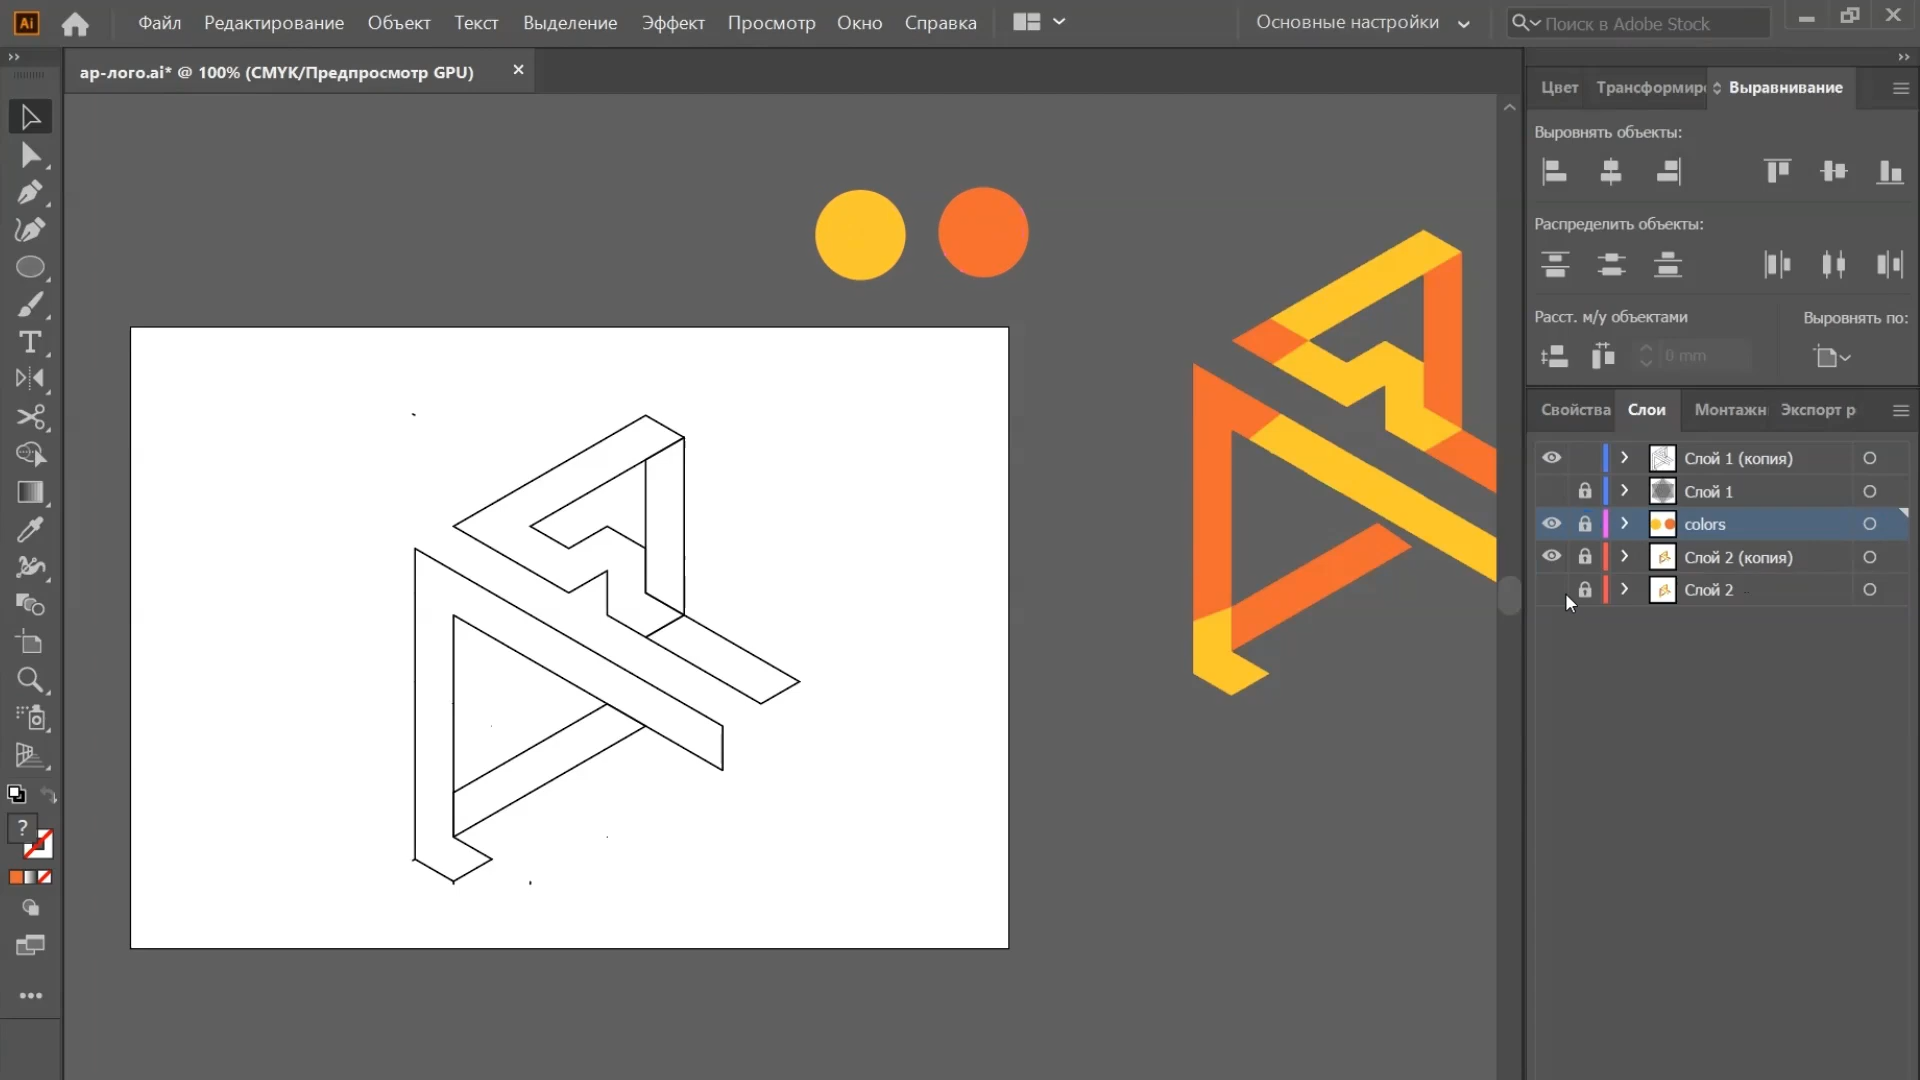 Ai
Файл Редактирование Объект Текст Выделение Эффект Просмотр Окно Справка
Основные настройки
Поиск в Adobe Stock
ар-лого.ai* @ 100% (CMYK/Предпросмотр GPU)
Цвет Трансформиро Выравнивание
Выровнять объекты:
Распределить объекты:
Расст. м/у объектами
Выровнять по:
0 mm
Свойства Слои Монтажн Экспорт р
Слой 1 (копия)
Слой 1
colors
Слой 2 (копия)
Слой 2
?